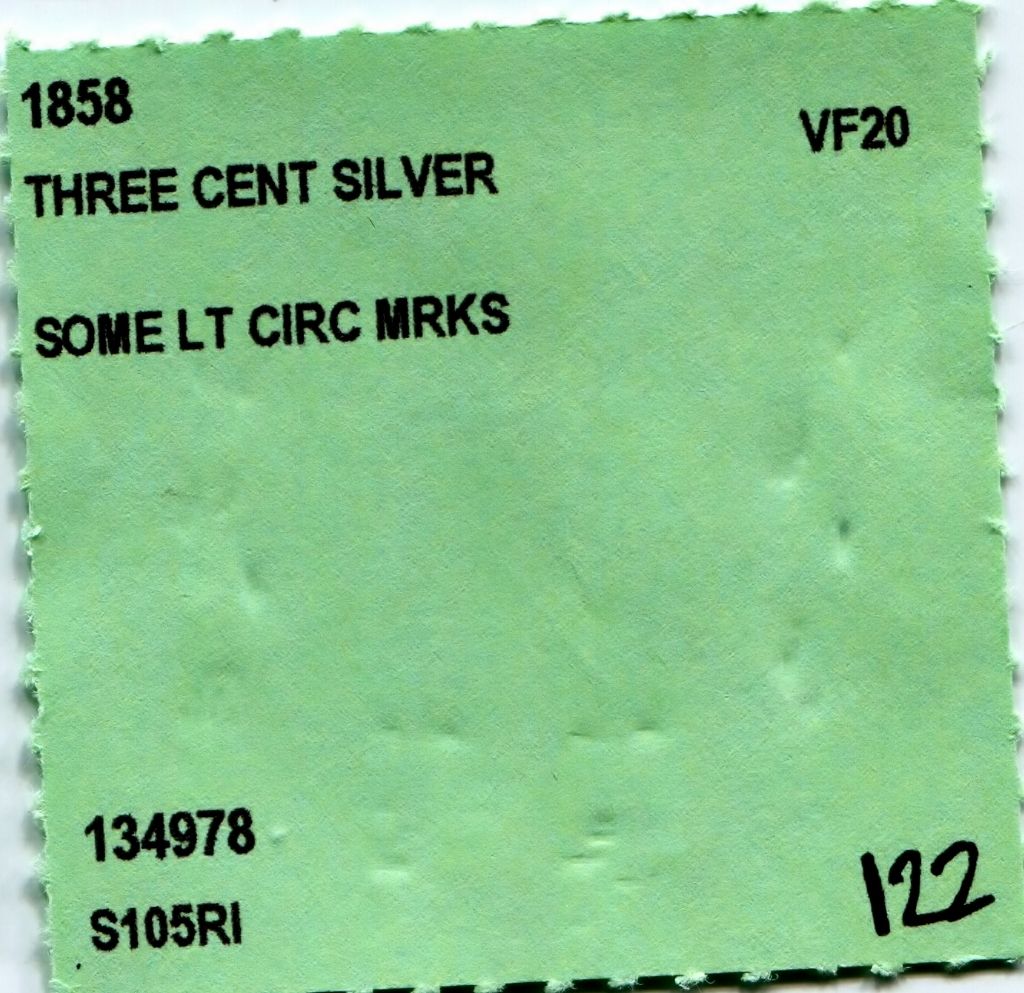 1858
VF20
THREE CENT SILVER
SOME LT CIRC MRKS
134978
S105RI
122